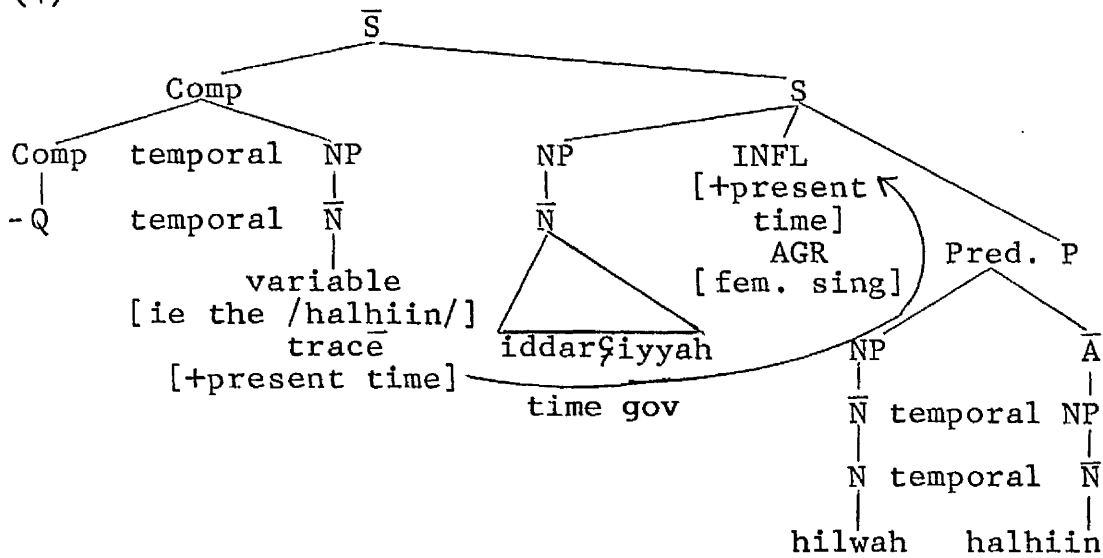 S̅
Comp S
Comp temporal NP NP INFL
[+present
-Q temporal N̅ N̅ time]
AGR Pred. P
variable [fem. sing]
[ie the /halhiin/]
trace̅ iddarʕiyyah NP A̅
[+present time]
time gov N̅ temporal NP
N temporal N̅
hilwah halhiin